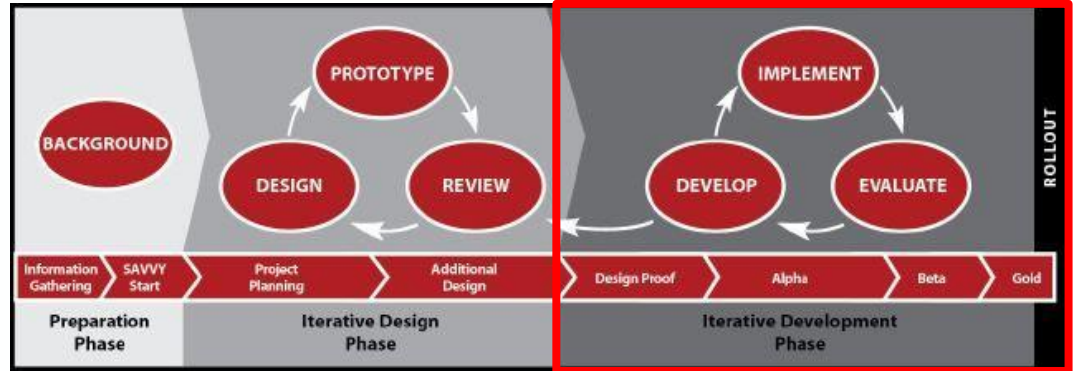 BACKGROUND
PROTOTYPE
DESIGN
REVIEW
IMPLEMENT
DEVELOP
EVALUATE
ROLLOUT
Information
Gathering
SAVVY
Start
Project
Planning
Additional
Design
Design Proof
Alpha
Beta
Gold
Preparation
Phase
Iterative Design
Phase
Iterative Development
Phase